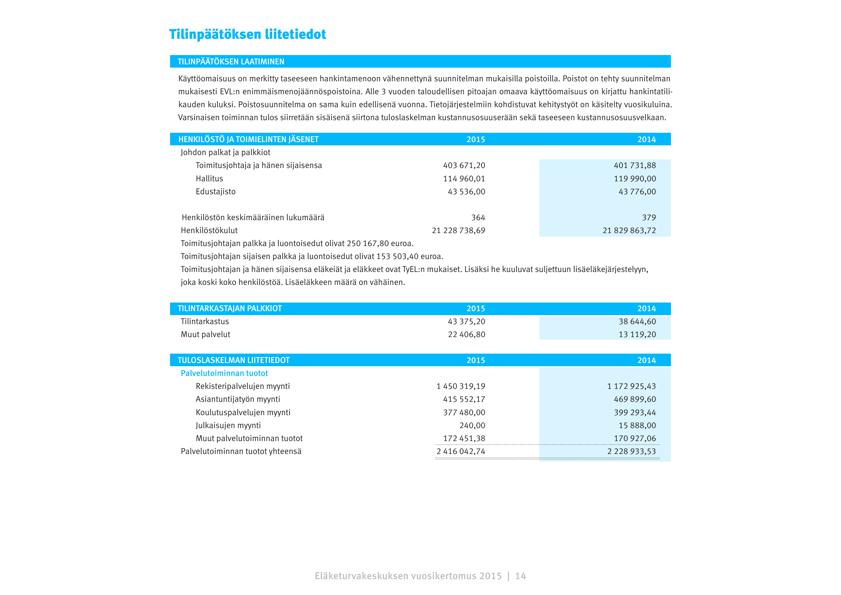 Tilinpäätöksen liitetiedot
TILINPÄÄTÖKSEN LAATIMINEN
Käyttöomaisuus on merkitty taseeseen hankintamenoon vähennettynä suunnitelman mukaisilla poistoilla. Poistot on tehty suunnitelman
mukaisesti EVL:n enimmäismenojäännöspoistoina. Alle 3 vuoden taloudellisen pitoajan omaava käyttöomaisuus on kirjattu hankintatili-
kauden kuluksi. Poistosuunnitelma on sama kuin edellisenä vuonna. Tietojärjestelmiin kohdistuvat kehitystyöt on käsitelty vuosikuluina.
Varsinaisen toiminnan tulos siirretään sisäisenä siirtona tuloslaskelman kustannusosuuserään sekä taseeseen kustannusosuusvelkaan.
HENKILÖSTÖ JA TOIMIELINTEN JÄSENET 2015 2014
Johdon palkat ja palkkiot
Toimitusjohtaja ja hänen sijaisensa 403 671,20 401 731,88
Hallitus 114 960,01 119 990,00
Edustajisto 43 536,00 43 776,00
Henkilöstön keskimääräinen lukumäärä 364 379
Henkilöstökulut 21 228 738,69 21 829 863,72
Toimitusjohtajan palkka ja luontoisedut olivat 250 167,80 euroa.
Toimitusjohtajan sijaisen palkka ja luontoisedut olivat 153 503,40 euroa.
Toimitusjohtajan ja hänen sijaisensa eläkeiät ja eläkkeet ovat TyEL:n mukaiset. Lisäksi he kuuluvat suljettuun lisäeläkejärjestelyyn,
joka koski koko henkilöstöä. Lisäeläkkeen määrä on vähäinen.
TILINTARKASTAJAN PALKKIOT 2015 2014
Tilintarkastus 43 375,20 38 644,60
Muut palvelut 22 406,80 13 119,20
TULOSLASKELMAN LIITETIEDOT 2015 2014
Palvelutoiminnan tuotot
Rekisteripalvelujen myynti 1 450 319,19 1 172 925,43
Asiantuntijatyön myynti 415 552,17 469 899,60
Koulutuspalvelujen myynti 377 480,00 399 293,44
Julkaisujen myynti 240,00 15 888,00
Muut palvelutoiminnan tuotot 172 451,38 170 927,06
Palvelutoiminnan tuotot yhteensä 2 416 042,74 2 228 933,53
Eläketurvakeskuksen vuosikertomus 2015 | 14